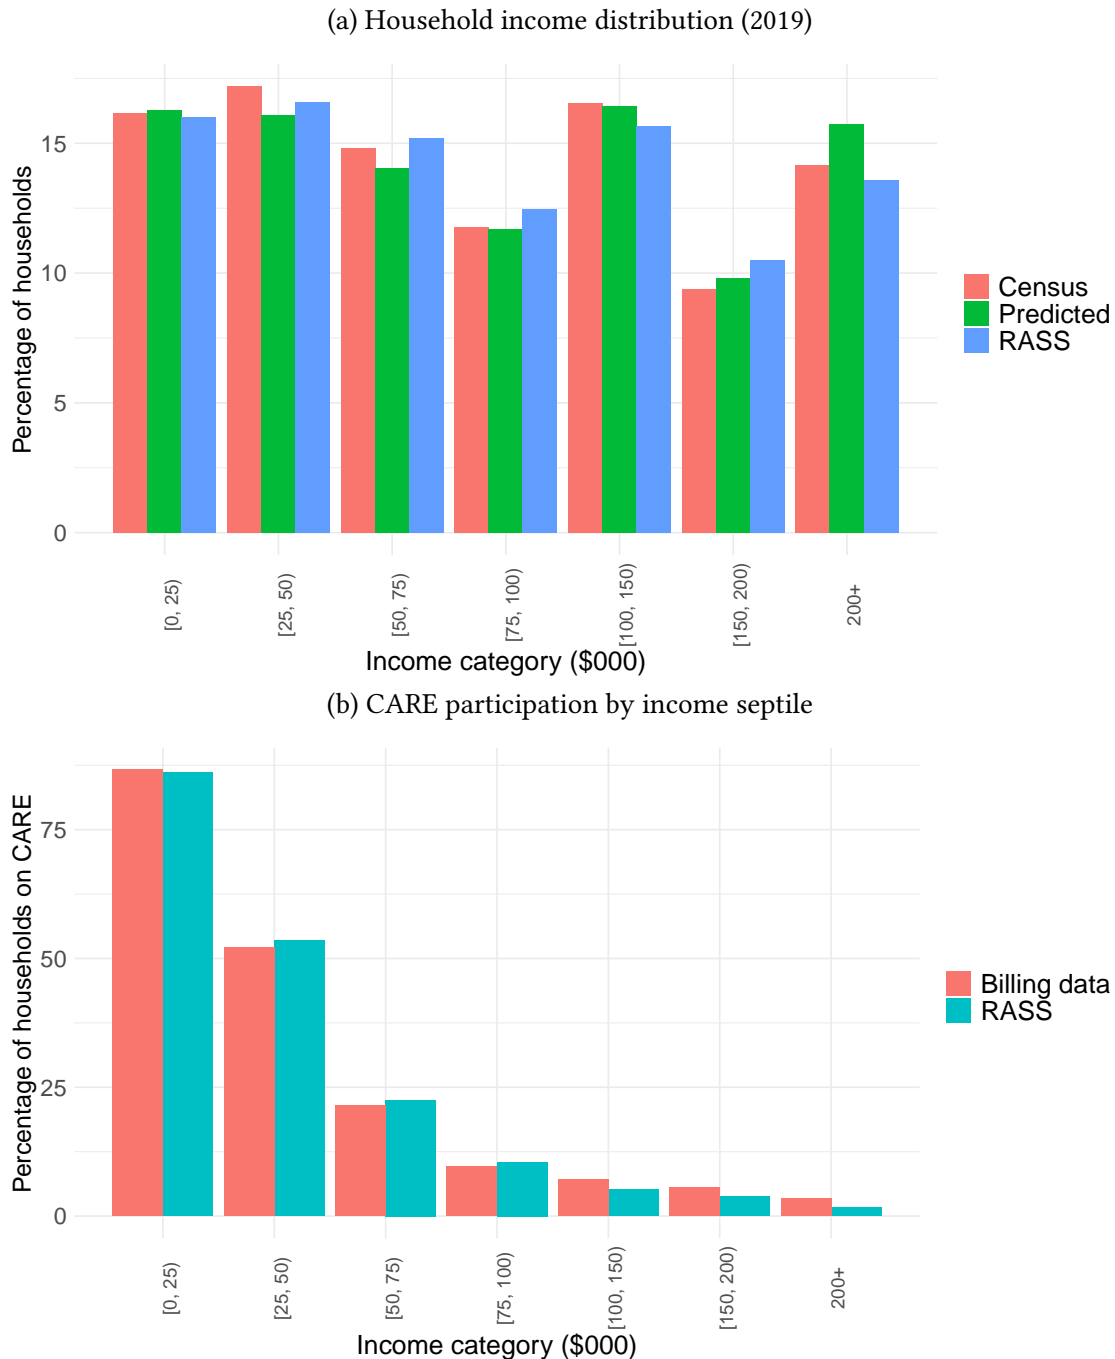 (a) Household income distribution (2019)
Percentage of households
15
10
5
0
[0, 25)
[25, 50)
[50, 75)
[75, 100)
[100, 150)
[150, 200)
200+
Income category ($000)
Census
Predicted
RASS
(b) CARE participation by income septile
Percentage of households on CARE
75
50
25
0
[0, 25)
[25, 50)
[50, 75)
[75, 100)
[100, 150)
[150, 200)
200+
Income category ($000)
Billing data
RASS